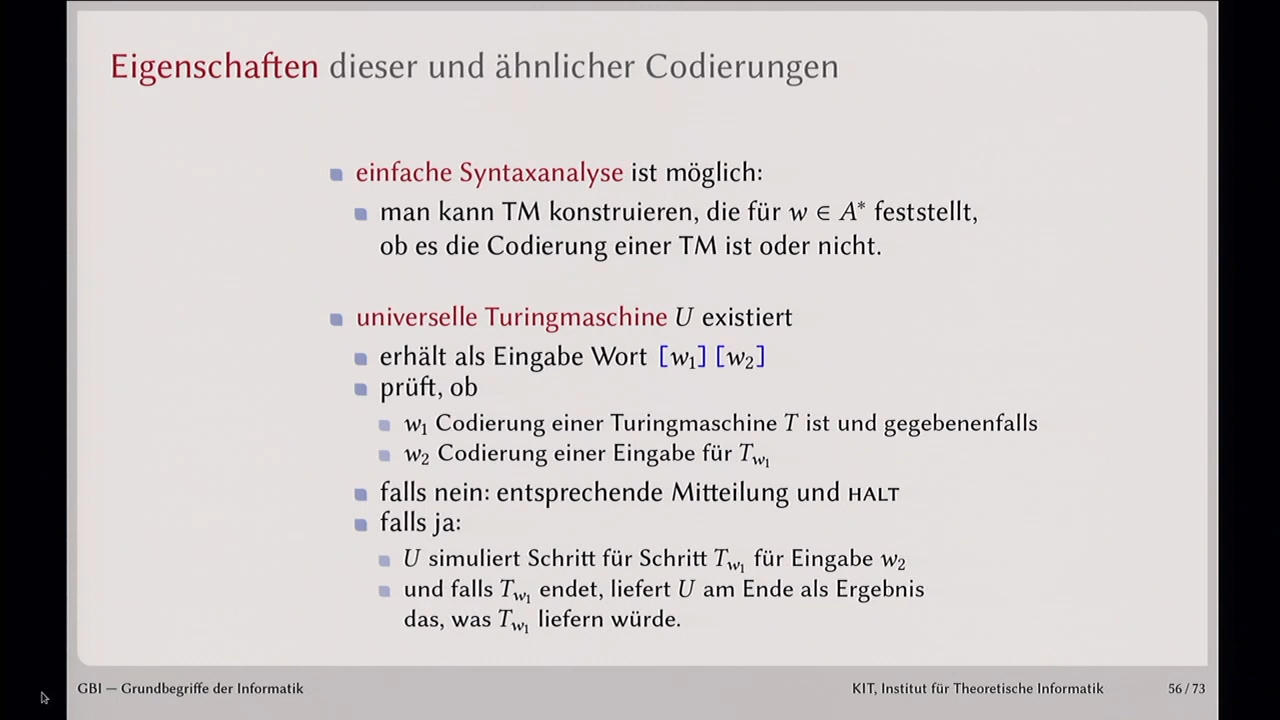 Eigenschaften dieser und ähnlicher Codierungen
einfache Syntaxanalyse ist möglich:
man kann TM konstruieren, die für w ∈ A* feststellt,
ob es die Codierung einer TM ist oder nicht.
universelle Turingmaschine U existiert
erhält als Eingabe Wort [w₁][w₂]
prüft, ob
w₁ Codierung einer Turingmaschine T ist und gegebenenfalls
w₂ Codierung einer Eingabe für T_w₁
falls nein: entsprechende Mitteilung und HALT
falls ja:
U simuliert Schritt für Schritt T_w₁ für Eingabe w₂
und falls T_w₁ endet, liefert U am Ende als Ergebnis
das, was T_w₁ liefern würde.
GBI — Grundbegriffe der Informatik
KIT, Institut für Theoretische Informatik
56 / 73